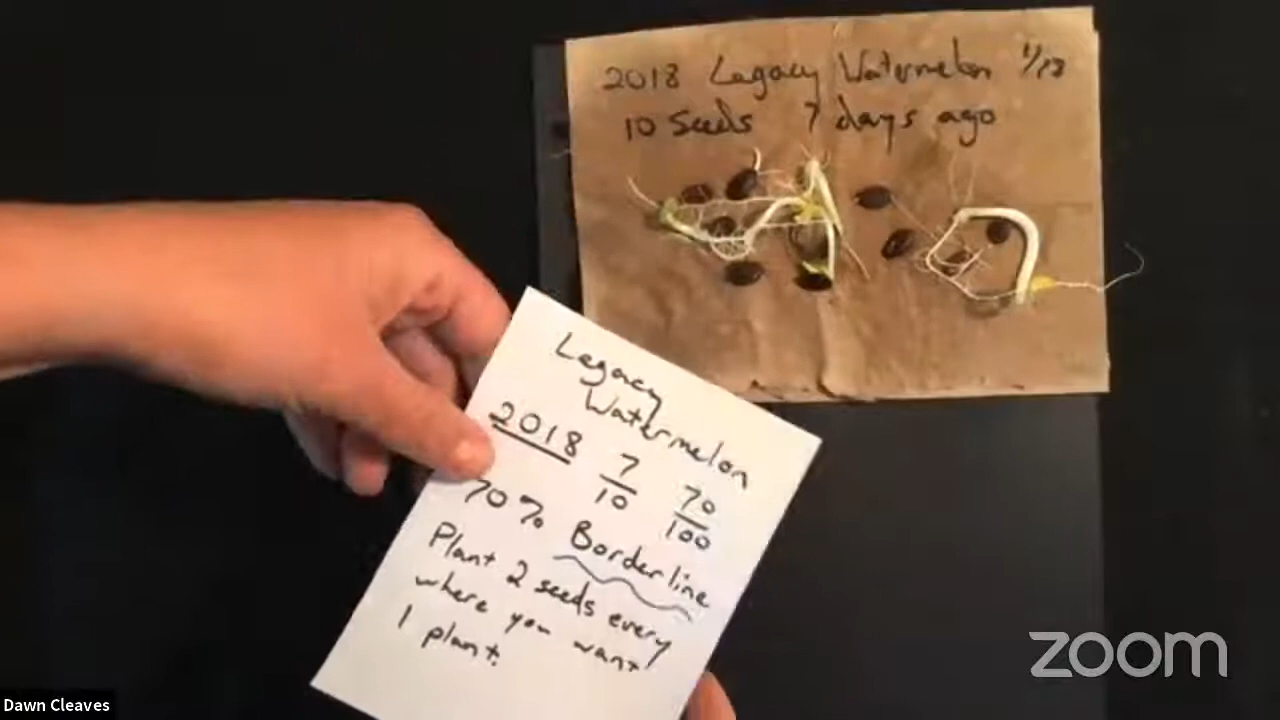 2018 Legacy Watermelon 1/18
10 Seeds 7 days ago
Legacy
Watermelon
2018 7/10 70/100
70% Borderline
Plant 2 seeds every
where you want
1 plant.
zoom
Dawn Cleaves